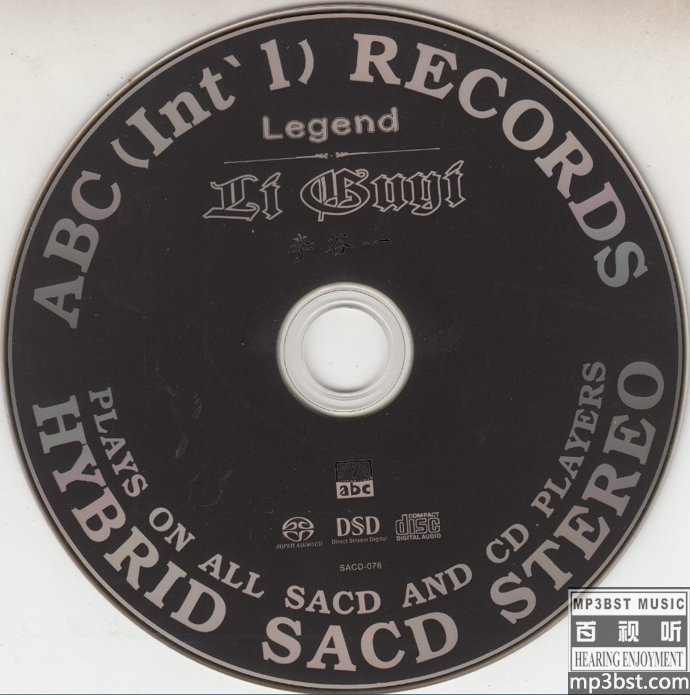 ABC (Int`l) RECORDS
Legend
Li Guyi
李谷一
abc
SUPER AUDIO CD
DSD
Direct Stream Digital
COMPACT
disc
DIGITAL AUDIO
SACD-076
PLAYS ON ALL SACD AND CD PLAYERS
HYBRID SACD STEREO
MP3BST MUSIC
百视听
HEARING ENJOYMENT
mp3bst.com